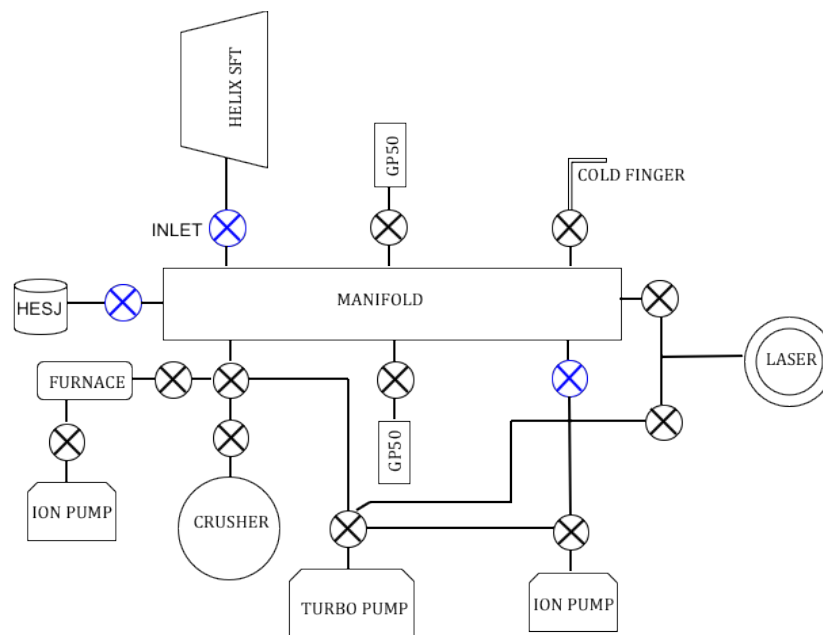 HELIX SFT
GP50
COLD FINGER
INLET
HESJ
MANIFOLD
LASER
FURNACE
GP50
ION PUMP
CRUSHER
TURBO PUMP
ION PUMP